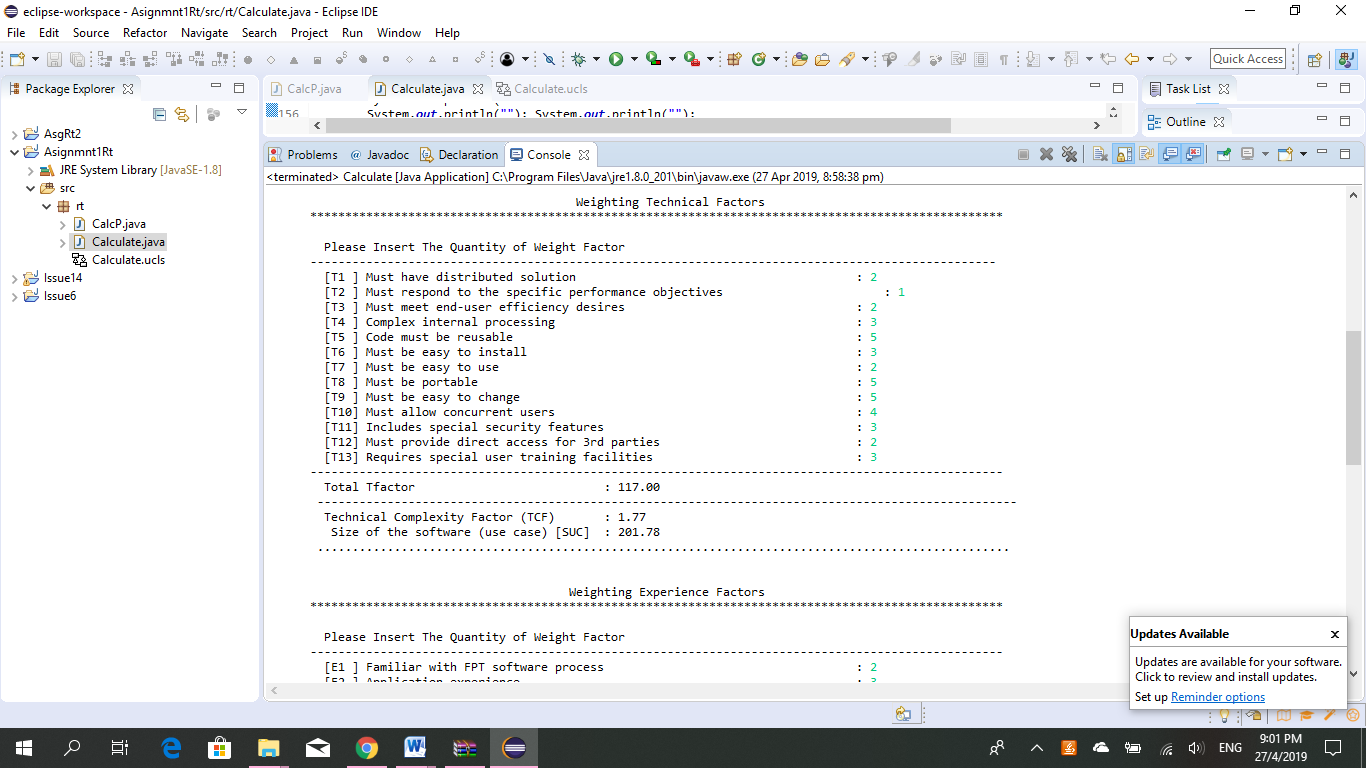 eclipse-workspace - Asignmnt1Rt/src/rt/Calculate.java - Eclipse IDE
File Edit Source Refactor Navigate Search Project Run Window Help
Quick Access
Package Explorer
CalcP.java Calculate.java Calculate.ucls
Task List
156 System.out.println(""); System.out.println("");
Outline
AsgRt2
Asignmnt1Rt
JRE System Library [JavaSE-1.8]
src
rt
CalcP.java
Calculate.java
Calculate.ucls
Issue14
Issue6
Problems @ Javadoc Declaration Console
<terminated> Calculate [Java Application] C:\Program Files\Java\jre1.8.0_201\bin\javaw.exe (27 Apr 2019, 8:58:38 pm)
Weighting Technical Factors
Please Insert The Quantity of Weight Factor
[T1 ] Must have distributed solution : 2
[T2 ] Must respond to the specific performance objectives : 1
[T3 ] Must meet end-user efficiency desires : 2
[T4 ] Complex internal processing : 3
[T5 ] Code must be reusable : 5
[T6 ] Must be easy to install : 3
[T7 ] Must be easy to use : 2
[T8 ] Must be portable : 5
[T9 ] Must be easy to change : 5
[T10] Must allow concurrent users : 4
[T11] Includes special security features : 3
[T12] Must provide direct access for 3rd parties : 2
[T13] Requires special user training facilities : 3
Total Tfactor : 117.00
Technical Complexity Factor (TCF) : 1.77
Size of the software (use case) [SUC] : 201.78
Weighting Experience Factors
Please Insert The Quantity of Weight Factor
[E1 ] Familiar with FPT software process : 2
[E2 ] Application experience : 3
Updates Available
Updates are available for your software.
Click to review and install updates.
Set up Reminder options
ENG
9:01 PM
27/4/2019